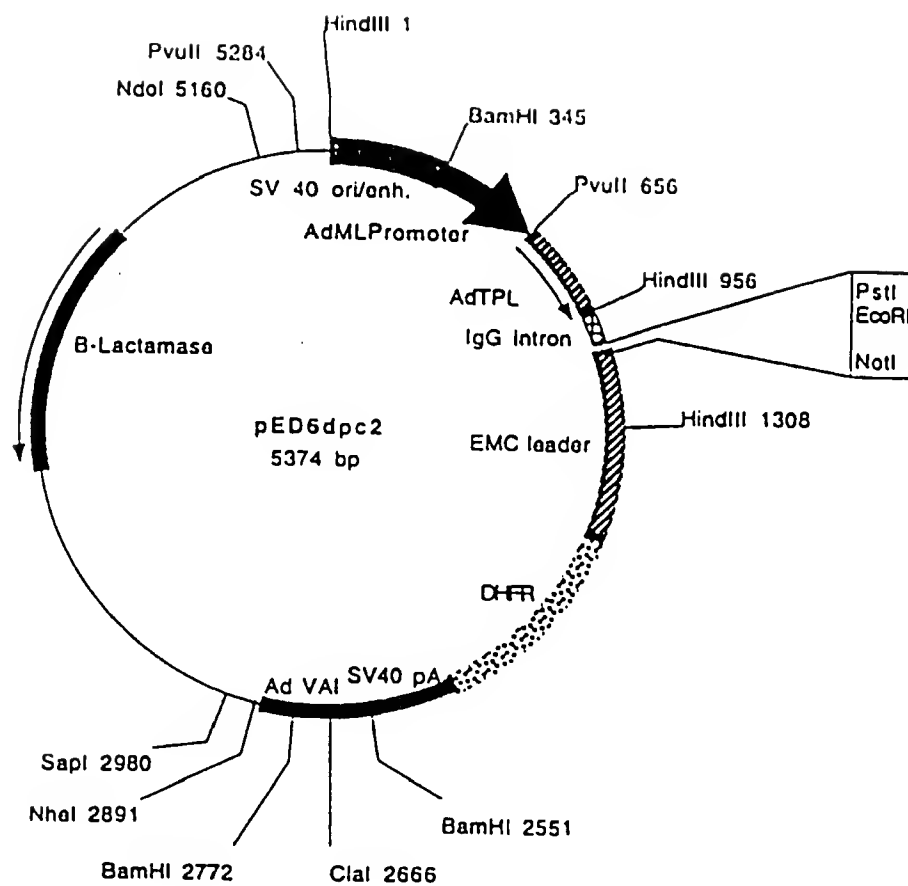 HindIII 1
PvuII 5284
NdoI 5160
BamHI 345
SV 40 ori/enh.
PvuII 656
AdMLPromoter
HindIII 956
AdTPL
PstI
EcoRI
IgG intron
B-Lactamase
NotI
HindIII 1308
pED6dpc2
EMC leader
5374 bp
DHFR
SV40 pA
Ad VAI
SapI 2980
NheI 2891
BamHI 2551
BamHI 2772
ClaI 2666